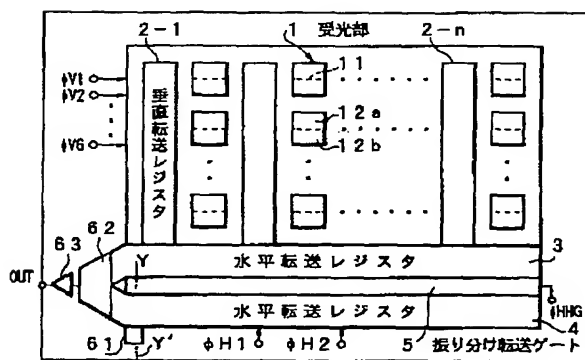 2-1
1 受光部
2-n
11
φV1
φV2
12a
12b
φV6
垂直転送レジスタ
63
62
OUT
Y
水平転送レジスタ
3
φHHG
水平転送レジスタ
4
61
Y'
φH1
φH2
5 振り分け転送ゲート